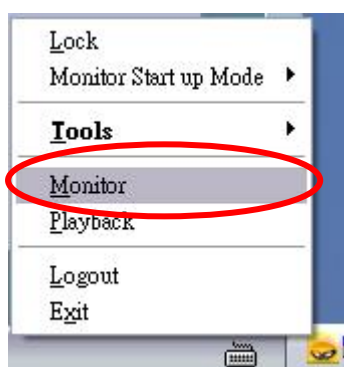 Lock
Monitor Start up Mode
Tools
Monitor
Playback
Logout
Exit